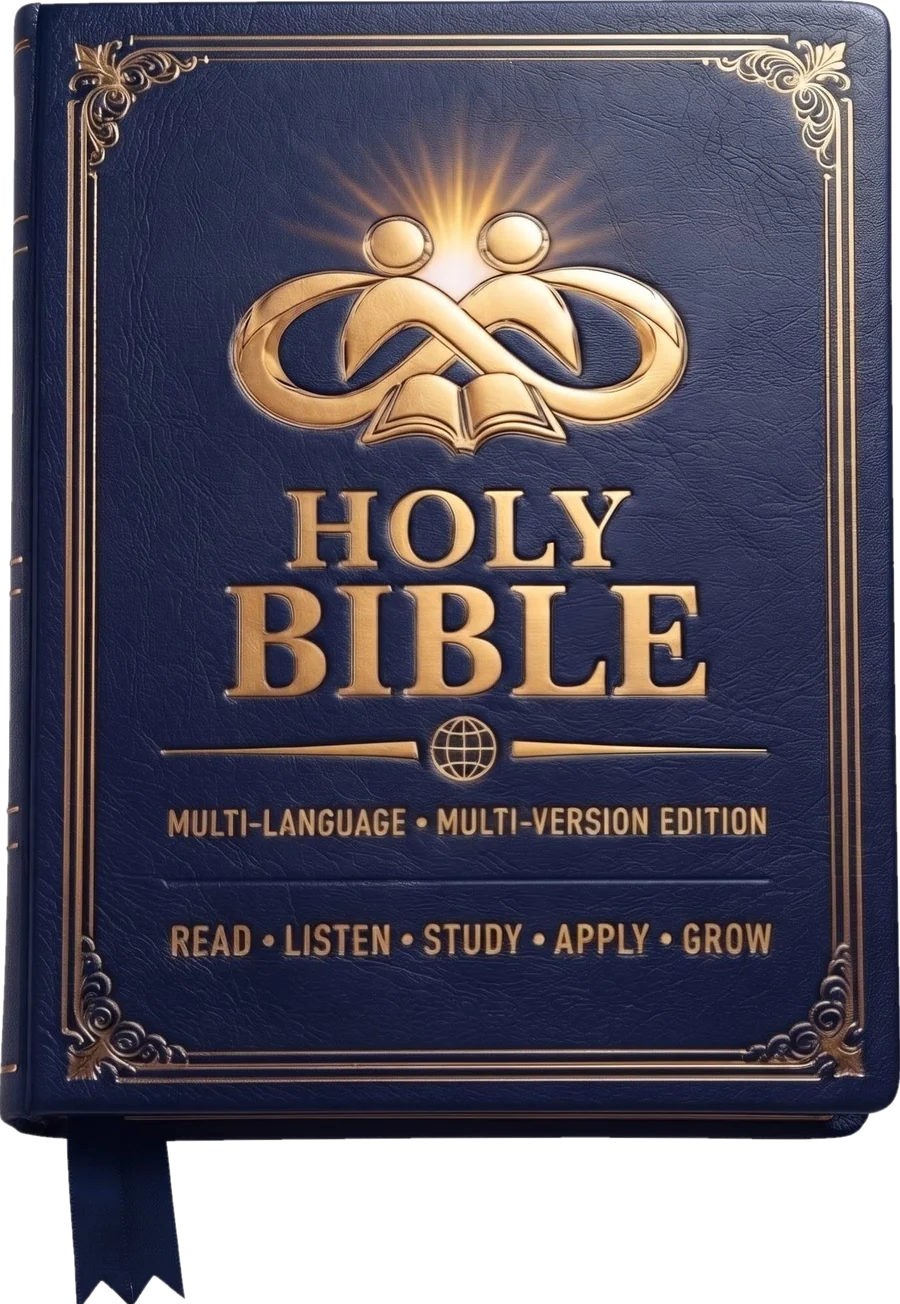 HOLY
BIBLE
MULTI-LANGUAGE • MULTI-VERSION EDITION
READ • LISTEN • STUDY • APPLY • GROW